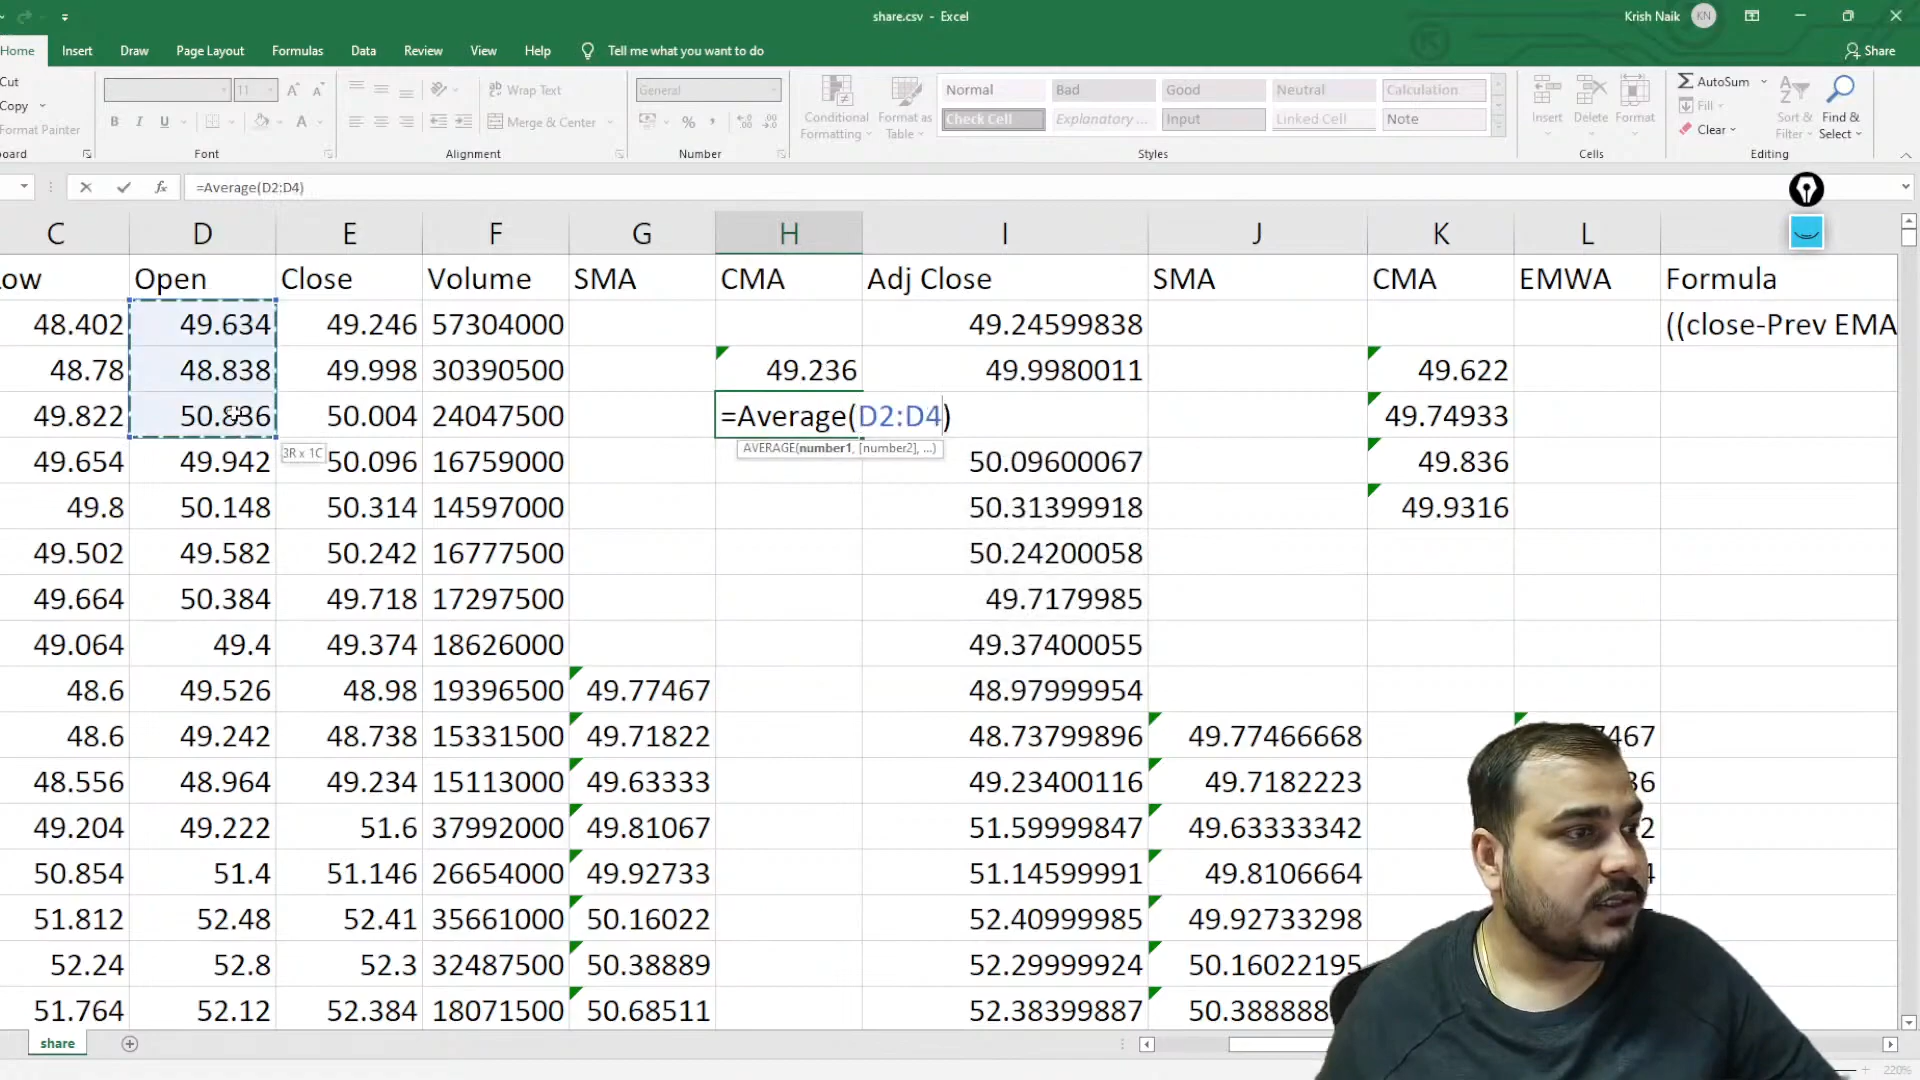 share.csv - Excel
Krish Naik
KN
Home Insert Draw Page Layout Formulas Data Review View Help Tell me what you want to do
Share
Cut
Copy
Format Painter
11
Wrap Text
Merge & Center
General
Conditional Formatting
Format as Table
Normal Bad Good Neutral Calculation
Check Cell Explanatory ... Input Linked Cell Note
Insert Delete Format
AutoSum
Fill
Clear
Sort & Filter
Find & Select
Font Alignment Number Styles Cells Editing
=Average(D2:D4)
C D E F G H I J K L
Open Close Volume SMA CMA Adj Close SMA CMA EMWA Formula
48.402 49.634 49.246 57304000 49.24599838 ((close-Prev EMA
48.78 48.838 49.998 30390500 49.236 49.9980011 49.622
49.822 50.836 50.004 24047500 =Average(D2:D4) 49.74933
AVERAGE(number1, [number2], ...)
3R x 1C
49.654 49.942 50.096 16759000 50.09600067 49.836
49.8 50.148 50.314 14597000 50.31399918 49.9316
49.502 49.582 50.242 16777500 50.24200058
49.664 50.384 49.718 17297500 49.7179985
49.064 49.4 49.374 18626000 49.37400055
48.6 49.526 48.98 19396500 49.77467 48.97999954
48.6 49.242 48.738 15331500 49.71822 48.73799896 49.77466668
48.556 48.964 49.234 15113000 49.63333 49.23400116 49.7182223
49.204 49.222 51.6 37992000 49.81067 51.59999847 49.63333342
50.854 51.4 51.146 26654000 49.92733 51.14599991 49.8106664
51.812 52.48 52.41 35661000 50.16022 52.40999985 49.92733298
52.24 52.8 52.3 32487500 50.38889 52.29999924 50.16022195
51.764 52.12 52.384 18071500 50.68511 52.38399887
share
220%